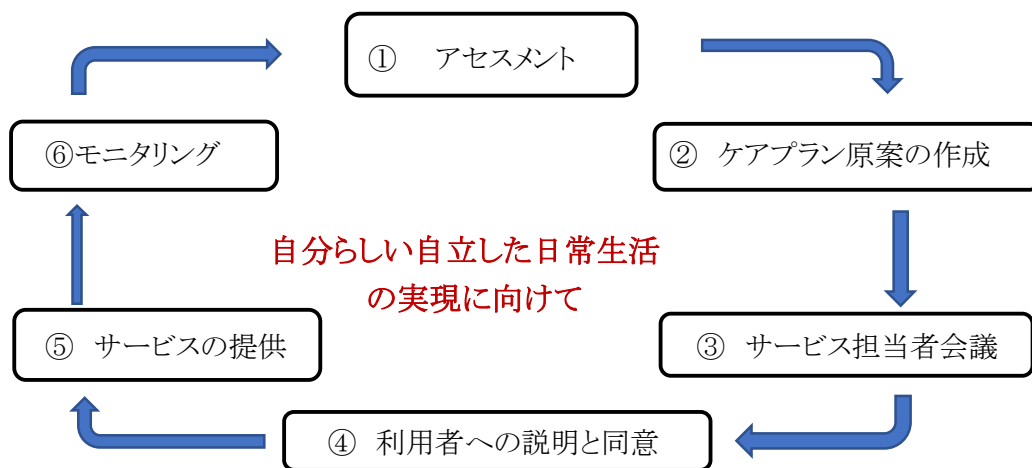 ① アセスメント
② ケアプラン原案の作成
③ サービス担当者会議
④ 利用者への説明と同意
⑤ サービスの提供
⑥モニタリング
自分らしい自立した日常生活
の実現に向けて